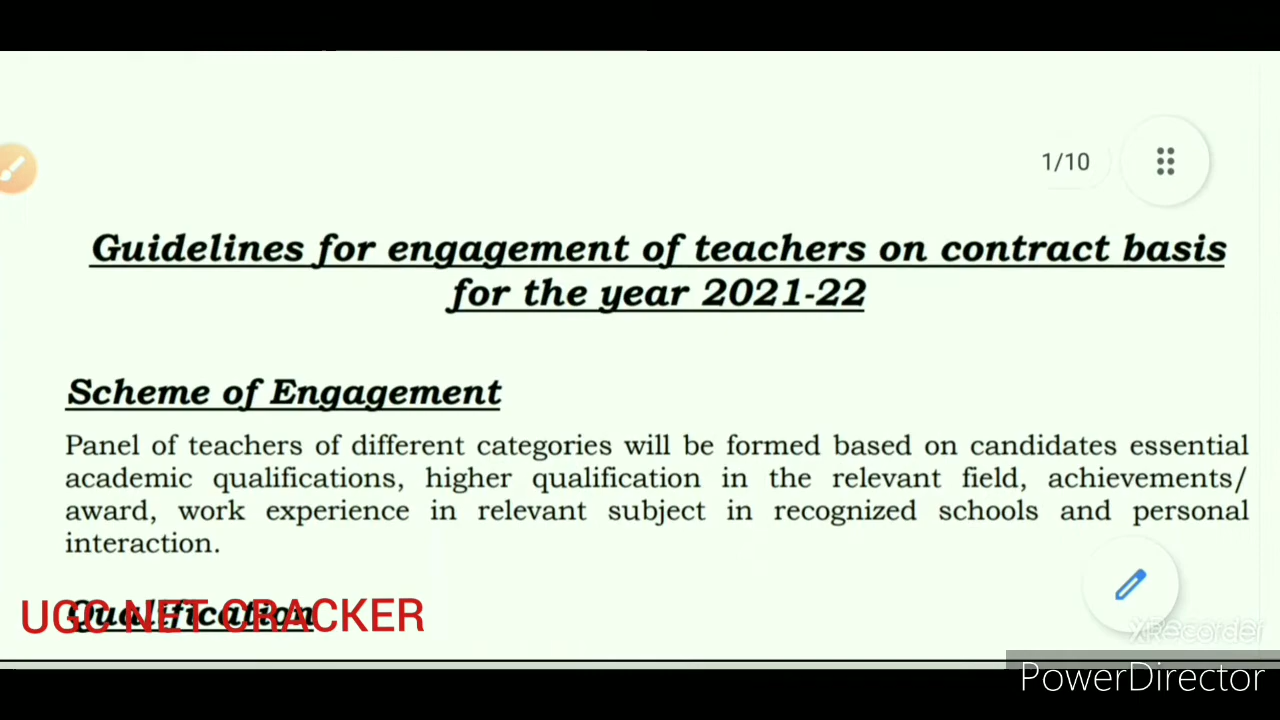 1/10
Guidelines for engagement of teachers on contract basis
for the year 2021-22
Scheme of Engagement
Panel of teachers of different categories will be formed based on candidates essential
academic qualifications, higher qualification in the relevant field, achievements/
award, work experience in relevant subject in recognized schools and personal
interaction.
Qualification
UGC NET CRACKER
XRecorder
PowerDirector